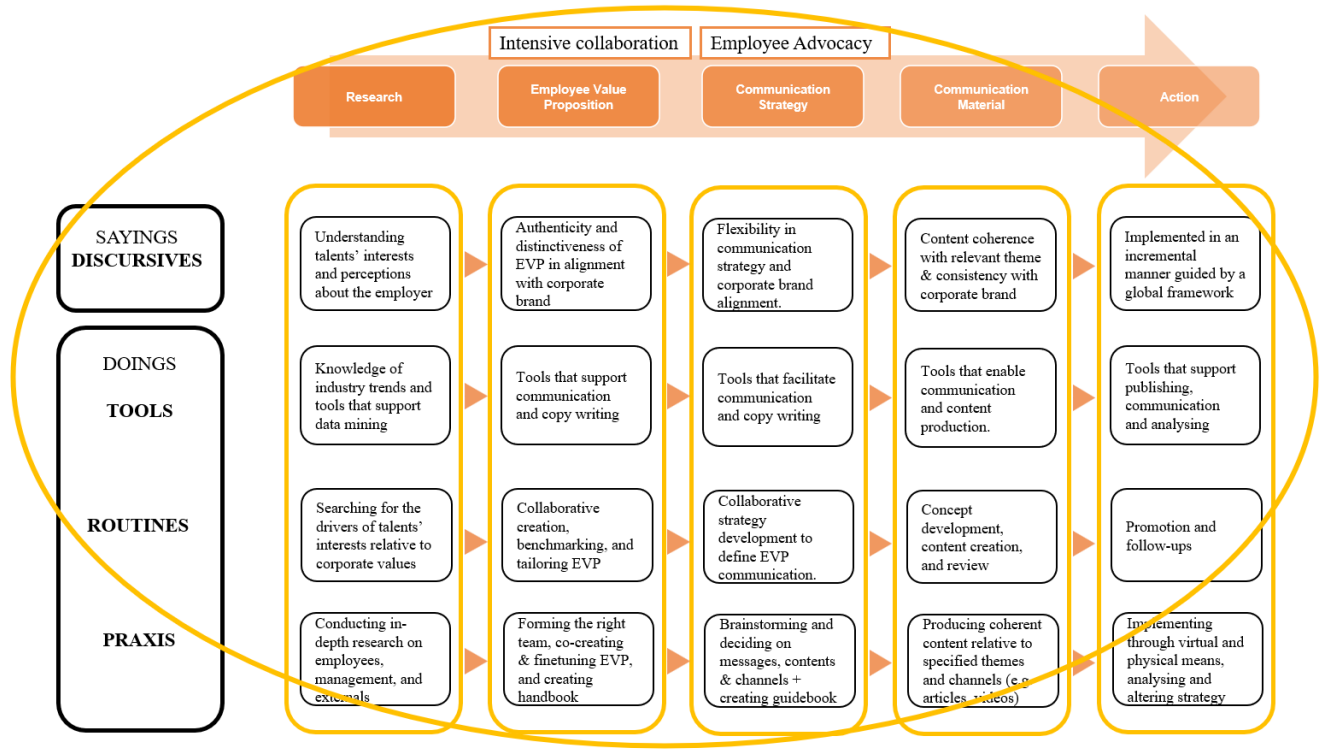 Intensive collaboration
Employee Advocacy
Research
Employee Value
Proposition
Communication
Strategy
Communication
Material
Action
SAYINGS
DISCURSIVES
Understanding
talents' interests
and perceptions
about the employer
Authenticity and
distinctiveness of
EVP in alignment
with corporate
brand
Flexibility in
communication
strategy and
corporate brand
alignment.
Content coherence
with relevant theme
& consistency with
corporate brand
Implemented in an
incremental
manner guided by a
global framework
DOINGS
TOOLS
Knowledge of
industry trends and
tools that support
data mining
Tools that support
communication
and copy writing
Tools that facilitate
communication
and copy writing
Tools that enable
communication
and content
production.
Tools that support
publishing,
communication
and analysing
ROUTINES
Searching for the
drivers of talents'
interests relative to
corporate values
Collaborative
creation,
benchmarking, and
tailoring EVP
Collaborative
strategy
development to
define EVP
communication.
Concept
development,
content creation,
and review
Promotion and
follow-ups
PRAXIS
Conducting in-
depth research on
employees,
management, and
externals
Forming the right
team, co-creating
& finetuning EVP,
and creating
handbook
Brainstorming and
deciding on
messages, contents
& channels +
creating guidebook
Producing coherent
content relative to
specified themes
and channels (e.g.
articles, videos)
Implementing
through virtual and
physical means,
analysing and
altering strategy